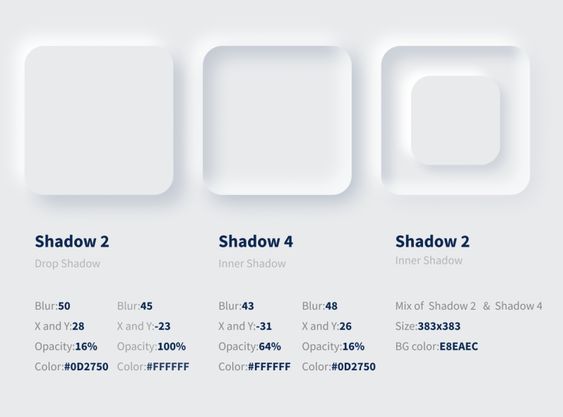 Shadow 2
Drop Shadow
Blur:50
X and Y:28
Opacity:16%
Color:#0D2750
Blur:45
X and Y:-23
Opacity:100%
Color:#FFFFFF
Shadow 4
Inner Shadow
Blur:43
X and Y:-31
Opacity:64%
Color:#FFFFFF
Blur:48
X and Y:26
Opacity:16%
Color:#0D2750
Shadow 2
Inner Shadow
Mix of Shadow 2 & Shadow 4
Size:383x383
BG color:E8EAEC